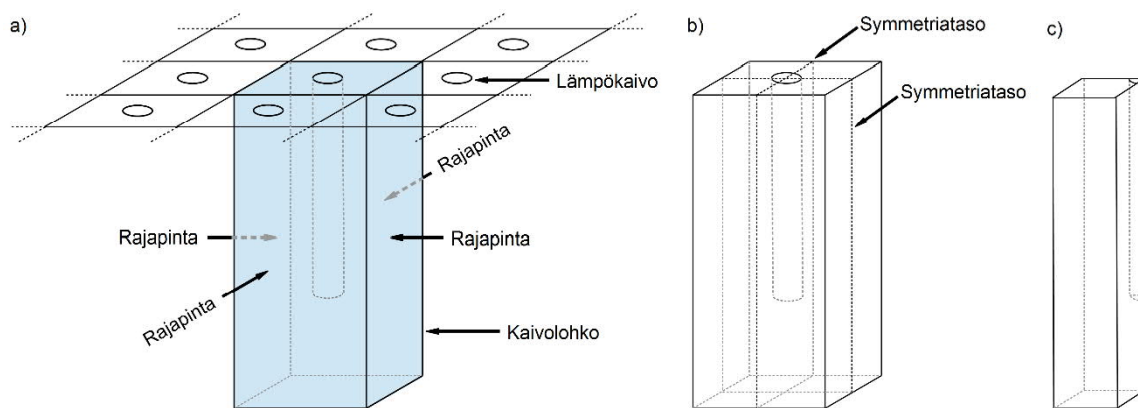 a)
Lämpökaivo
Rajapinta
Rajapinta
Rajapinta
Rajapinta
Kaivolohko
b)
Symmetriataso
Symmetriataso
c)